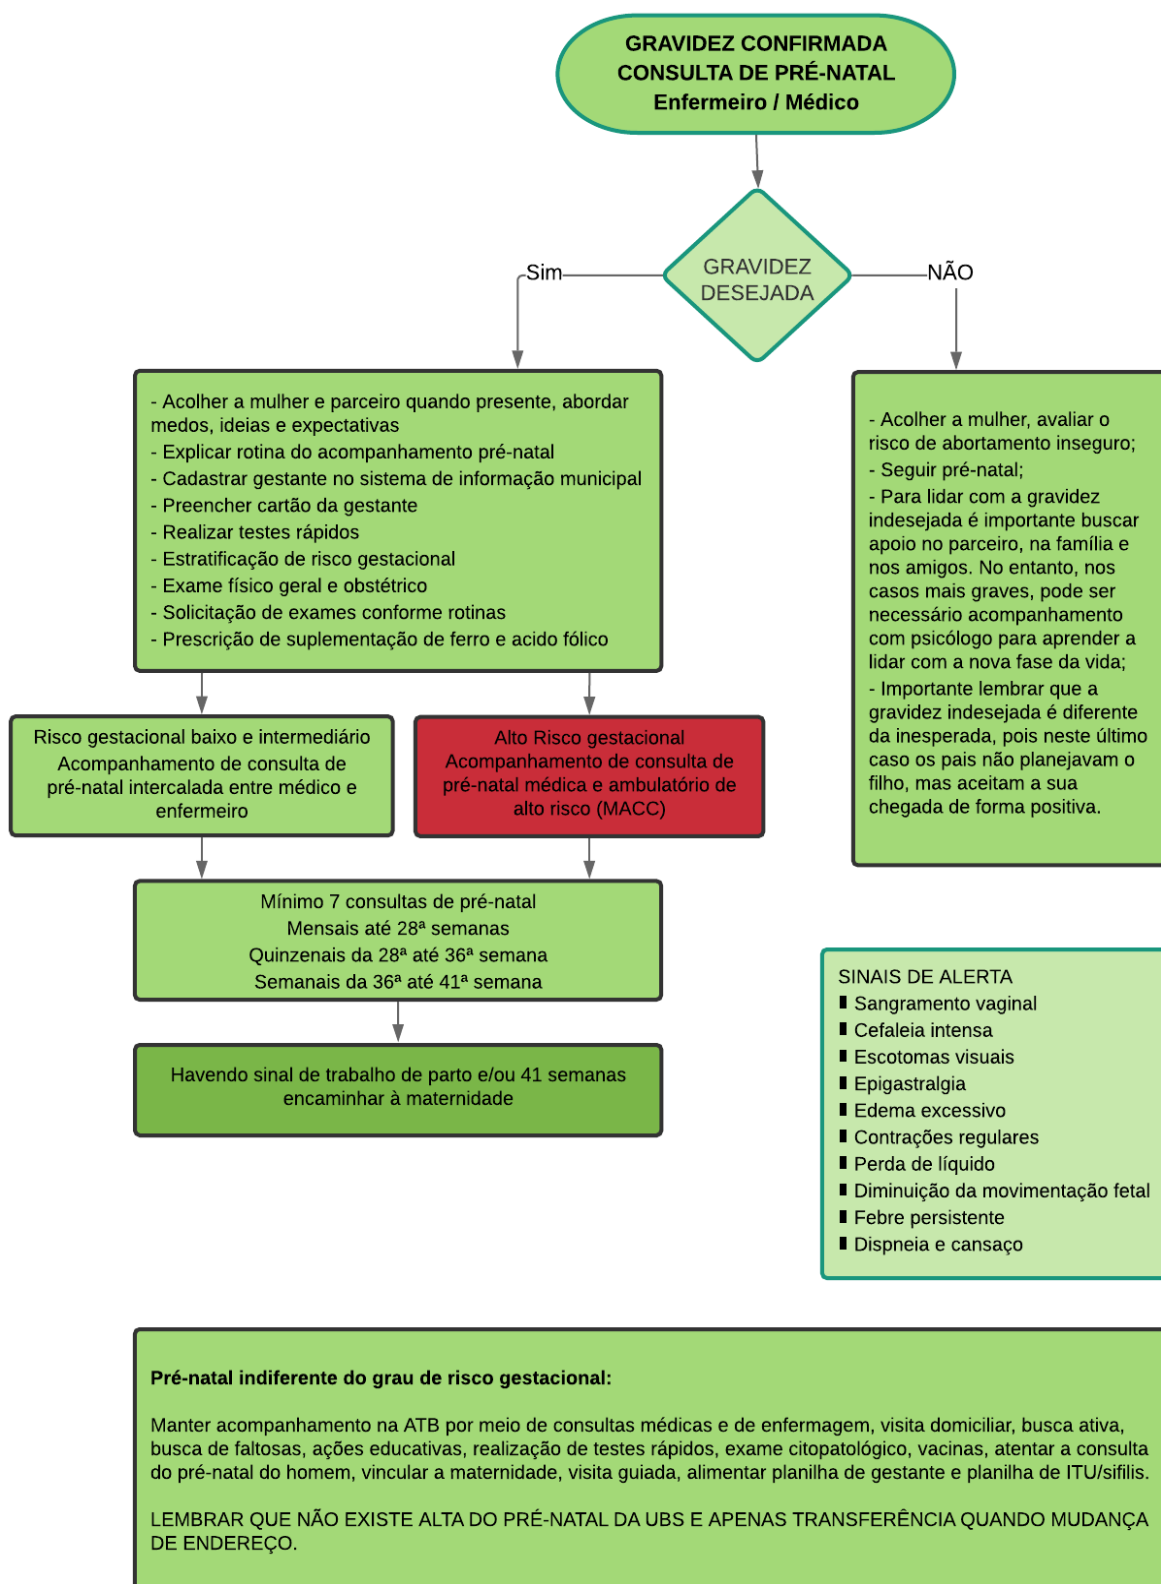 GRAVIDEZ CONFIRMADA
CONSULTA DE PRÉ-NATAL
Enfermeiro / Médico
GRAVIDEZ
DESEJADA
Sim
NÃO
- Acolher a mulher e parceiro quando presente, abordar
medos, ideias e expectativas
- Explicar rotina do acompanhamento pré-natal
- Cadastrar gestante no sistema de informação municipal
- Preencher cartão da gestante
- Realizar testes rápidos
- Estratificação de risco gestacional
- Exame físico geral e obstétrico
- Solicitação de exames conforme rotinas
- Prescrição de suplementação de ferro e acido fólico
- Acolher a mulher, avaliar o
risco de abortamento inseguro;
- Seguir pré-natal;
- Para lidar com a gravidez
indesejada é importante buscar
apoio no parceiro, na família e
nos amigos. No entanto, nos
casos mais graves, pode ser
necessário acompanhamento
com psicólogo para aprender a
lidar com a nova fase da vida;
- Importante lembrar que a
gravidez indesejada é diferente
da inesperada, pois neste último
caso os pais não planejavam o
filho, mas aceitam a sua
chegada de forma positiva.
Risco gestacional baixo e intermediário
Acompanhamento de consulta de
pré-natal intercalada entre médico e
enfermeiro
Alto Risco gestacional
Acompanhamento de consulta de
pré-natal médica e ambulatório de
alto risco (MACC)
Mínimo 7 consultas de pré-natal
Mensais até 28ª semanas
Quinzenais da 28ª até 36ª semana
Semanais da 36ª até 41ª semana
Havendo sinal de trabalho de parto e/ou 41 semanas
encaminhar à maternidade
SINAIS DE ALERTA
Sangramento vaginal
Cefaleia intensa
Escotomas visuais
Epigastralgia
Edema excessivo
Contrações regulares
Perda de líquido
Diminuição da movimentação fetal
Febre persistente
Dispneia e cansaço
Pré-natal indiferente do grau de risco gestacional:
Manter acompanhamento na ATB por meio de consultas médicas e de enfermagem, visita domiciliar, busca ativa,
busca de faltosas, ações educativas, realização de testes rápidos, exame citopatológico, vacinas, atentar a consulta
do pré-natal do homem, vincular a maternidade, visita guiada, alimentar planilha de gestante e planilha de ITU/sifilis.
LEMBRAR QUE NÃO EXISTE ALTA DO PRÉ-NATAL DA UBS E APENAS TRANSFERÊNCIA QUANDO MUDANÇA
DE ENDEREÇO.